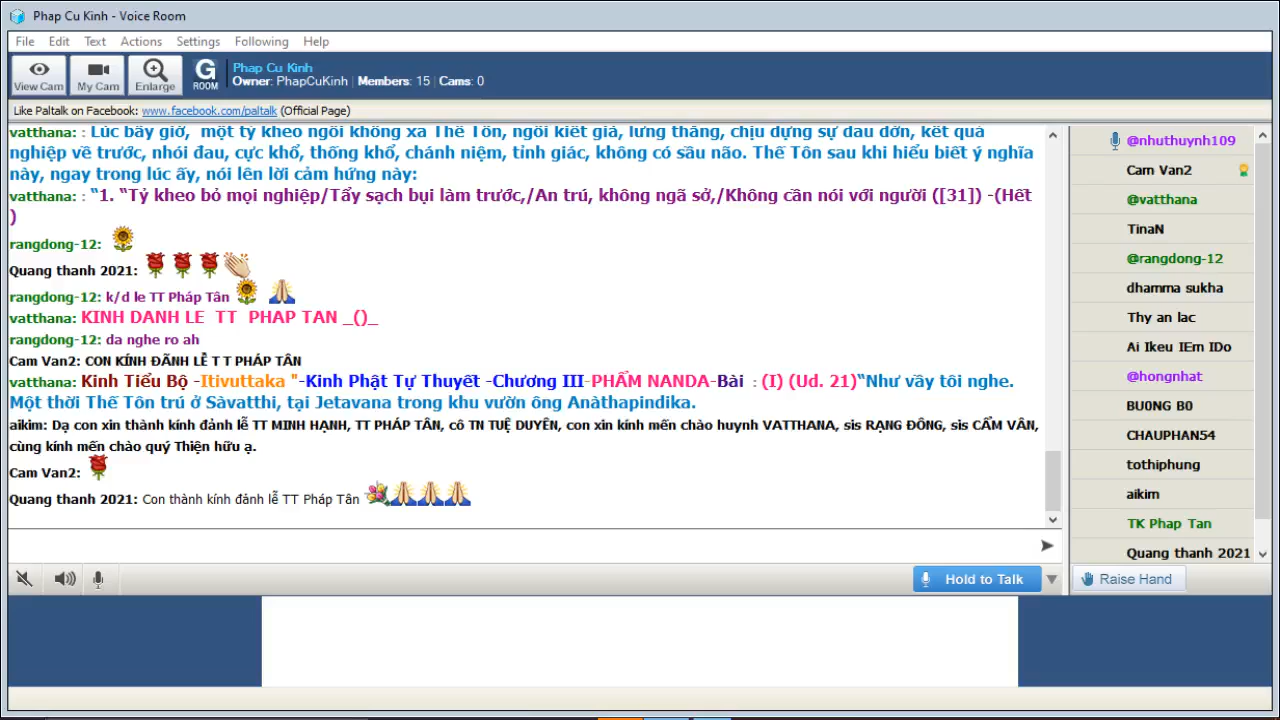 Phap Cu Kinh - Voice Room
File Edit Text Actions Settings Following Help
View Cam My Cam Enlarge G ROOM
Phap Cu Kinh
Owner: PhapCuKinh Members: 15 Cams: 0
Like Paltalk on Facebook: www.facebook.com/paltalk (Official Page)
vatthana: : Lúc bấy giờ, một tỷ kheo ngồi không xa Thế Tôn, ngồi kiết già, lưng thẳng, chịu đựng sự đau đớn, kết quả
nghiệp về trước, nhói đau, cực khổ, thống khổ, chánh niệm, tỉnh giác, không có sầu não. Thế Tôn sau khi hiểu biết ý nghĩa
này, ngay trong lúc ấy, nói lên lời cảm hứng này:
vatthana: : “1. “Tỷ kheo bỏ mọi nghiệp/Tẩy sạch bụi làm trước,/An trú, không ngã sở,/Không cần nói với người ([31]) -(Hết
)
rangdong-12:
Quang thanh 2021:
rangdong-12: k/d le TT Pháp Tân
vatthana: KINH DANH LE TT PHAP TAN _()_
rangdong-12: da nghe ro ah
Cam Van2: CON KÍNH ĐÃNH LỄ T T PHÁP TÂN
vatthana: Kinh Tiểu Bộ -Itivuttaka "-Kinh Phật Tự Thuyết -Chương III-PHẨM NANDA-Bài : (I) (Ud. 21)“Như vầy tôi nghe.
Một thời Thế Tôn trú ở Sàvatthi, tại Jetavana trong khu vườn ông Anàthapindika.
aikim: Dạ con xin thành kính đảnh lễ TT MINH HẠNH, TT PHÁP TÂN, cô TN TUỆ DUYÊN, con xin kính mến chào huynh VATTHANA, sis RẠNG ĐÔNG, sis CẨM VÂN,
cùng kính mến chào quý Thiện hữu ạ.
Cam Van2:
Quang thanh 2021: Con thành kính đảnh lễ TT Pháp Tân
Hold to Talk
@nhuthuynh109
Cam Van2
@vatthana
TinaN
@rangdong-12
dhamma sukha
Thy an lac
Ai Ikeu IErn IDo
@hongnhat
BU0NG B0
CHAUPHAN54
tothiphung
aikim
TK Phap Tan
Quang thanh 2021
Raise Hand